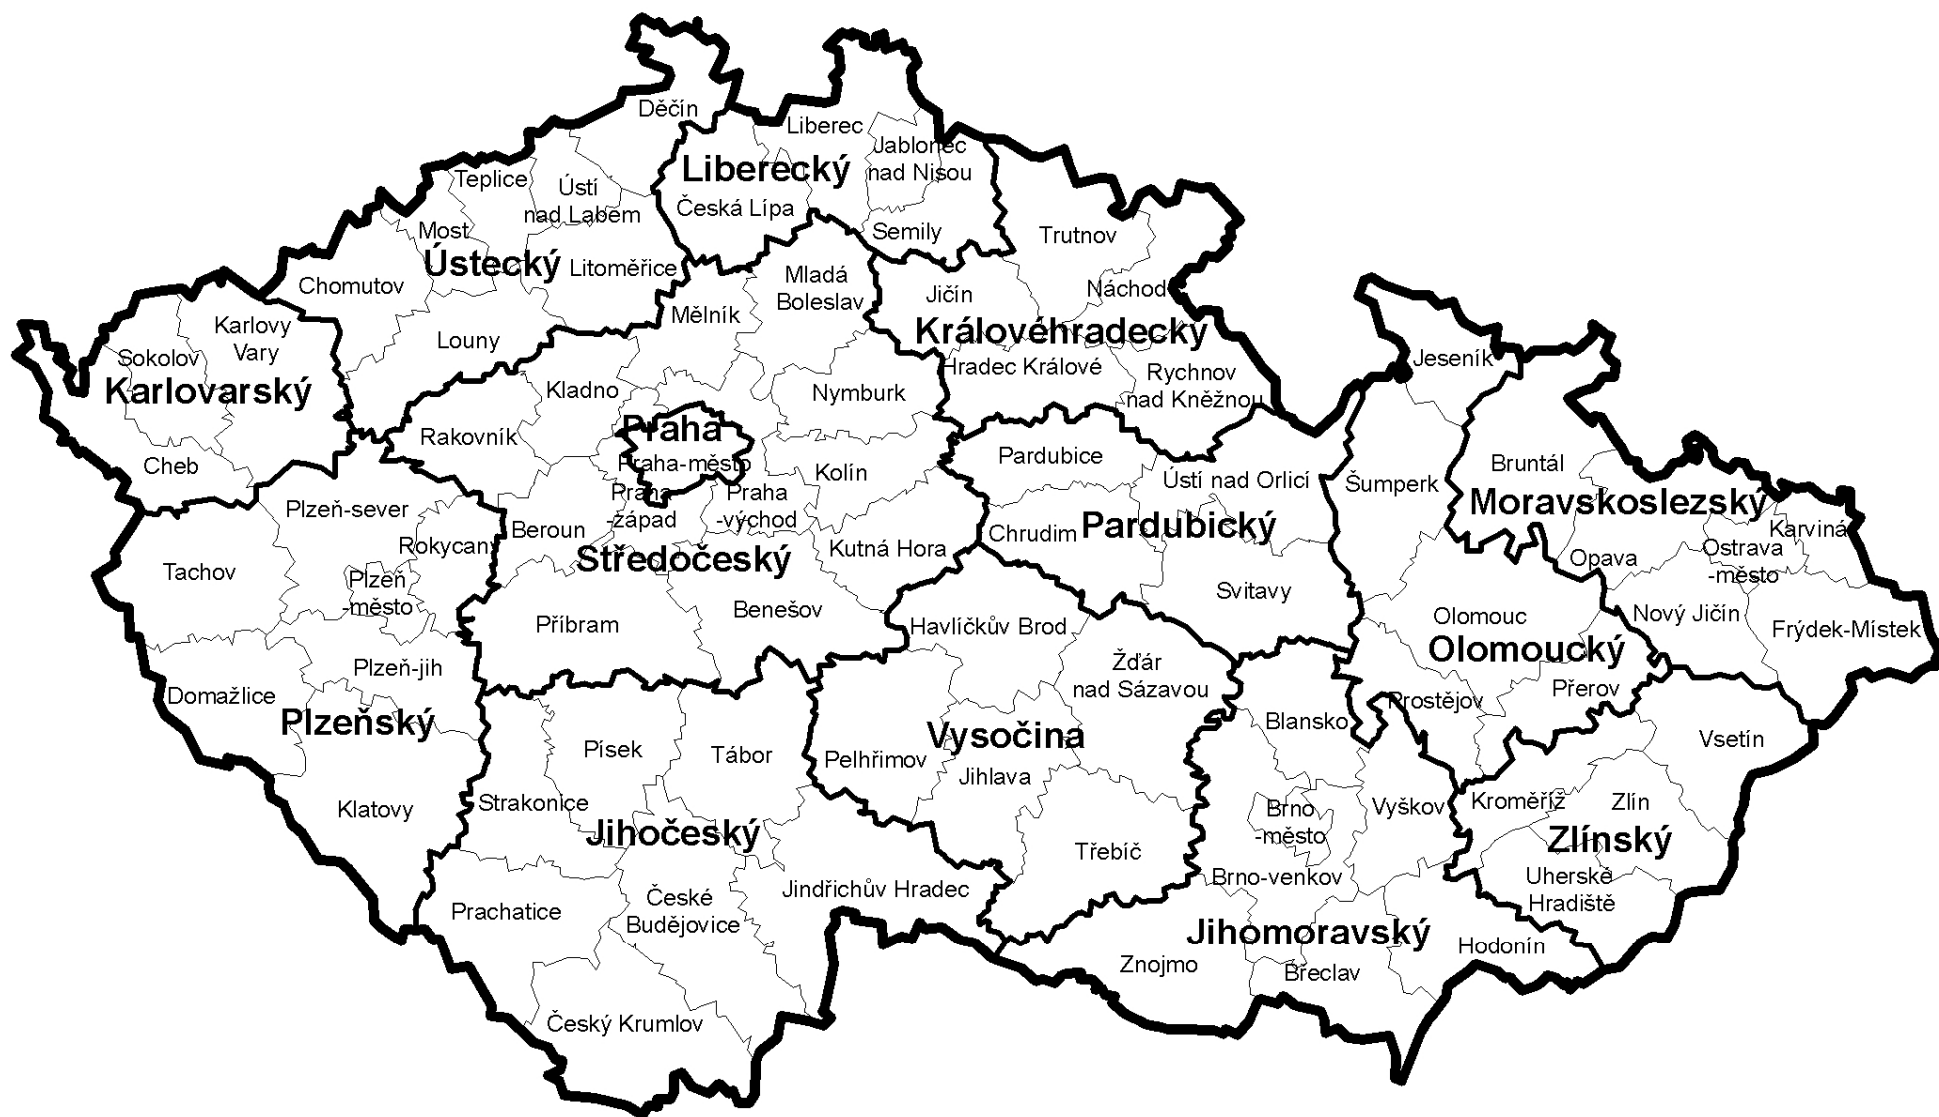 Děčín
Liberec
Jablonec
nad Nisou
Liberecký
Česká Lípa
Semily
Teplice
Ústí
nad Labem
Most
Ústecký
Litoměřice
Chomutov
Louny
Trutnov
Náchod
Jičín
Královéhradecký
Hradec Králové
Rychnov
nad Kněžnou
Mladá
Boleslav
Mělník
Karlovy
Vary
Sokolov
Karlovarský
Cheb
Kladno
Rakovník
Nymburk
Praha
Praha-město
Kolín
Praha
-západ
Praha
-východ
Beroun
Středočeský
Kutná Hora
Příbram
Benešov
Jeseník
Bruntál
Šumperk
Moravskoslezský
Karviná
Ostrava
-město
Opava
Nový Jičín
Frýdek-Místek
Pardubice
Ústí nad Orlicí
Chrudim
Pardubický
Svitavy
Plzeň-sever
Rokycany
Tachov
Plzeň
-město
Plzeň-jih
Domažlice
Plzeňský
Klatovy
Olomouc
Olomoucký
Přerov
Prostějov
Havlíčkův Brod
Žďár
nad Sázavou
Vysočina
Pelhřimov
Jihlava
Třebíč
Písek
Tábor
Strakonice
Jihočeský
Jindřichův Hradec
České
Budějovice
Prachatice
Český Krumlov
Blansko
Brno
-město
Vyškov
Brno-venkov
Jihomoravský
Znojmo
Břeclav
Hodonín
Vsetín
Kroměříž
Zlín
Zlínský
Uherské
Hradiště